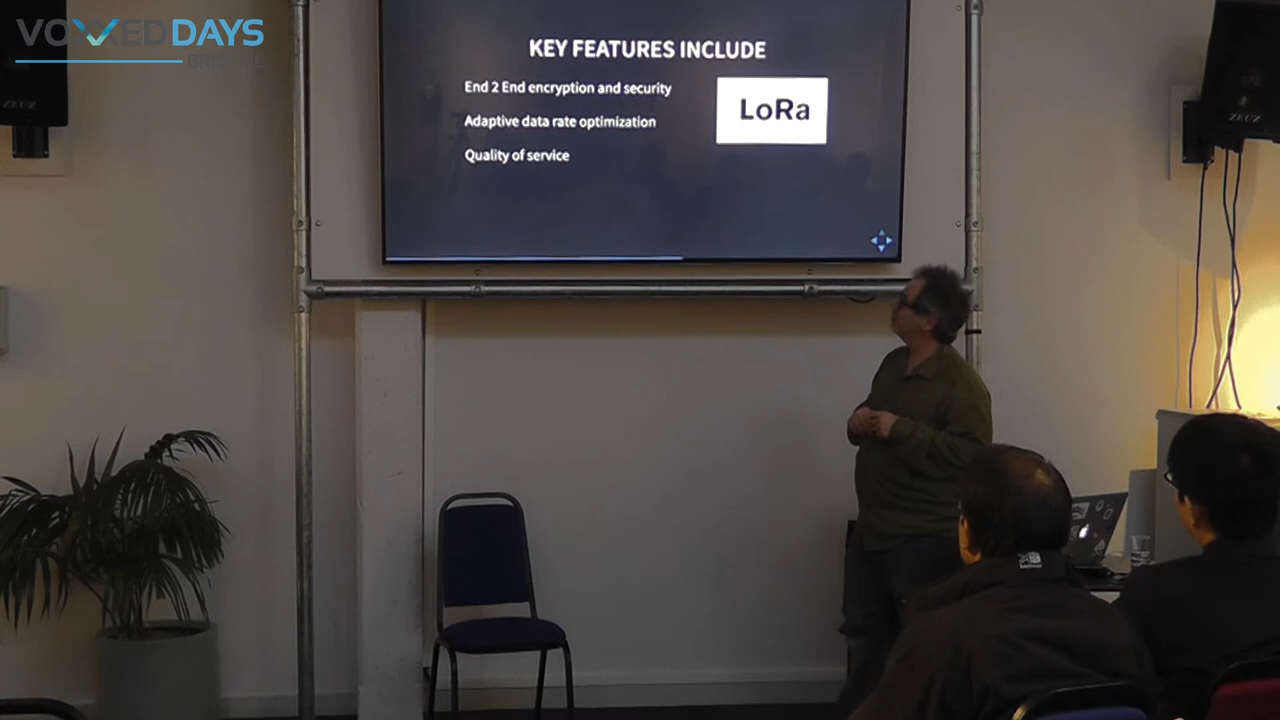 VOXXEDDAYS
BRISTOL
KEY FEATURES INCLUDE
End 2 End encryption and security
LoRa
Adaptive data rate optimization
Quality of service
ZEUZ
ZEUZ